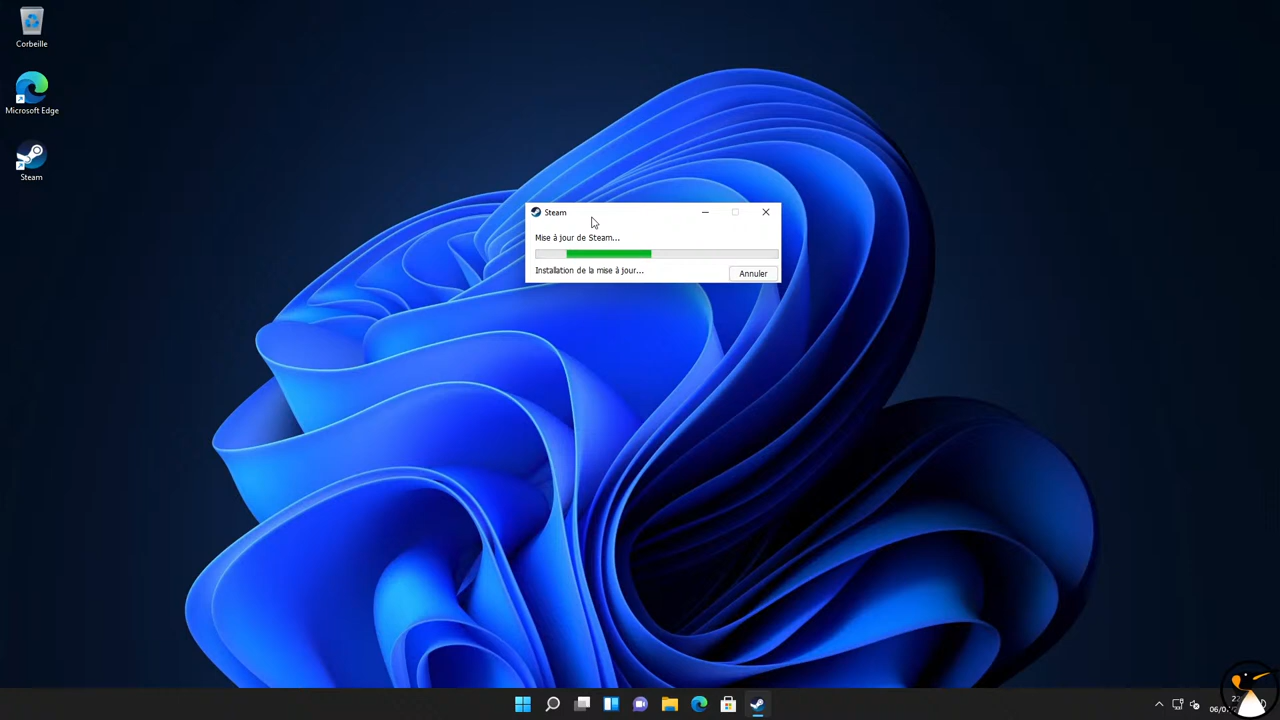 Corbeille
Microsoft Edge
Steam
Steam
Mise à jour de Steam...
Installation de la mise à jour...
Annuler